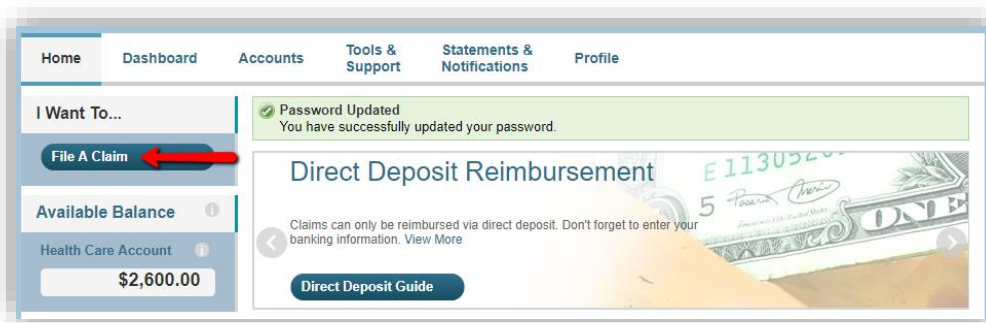 Home
Dashboard
Accounts
Tools &
Support
Statements &
Notifications
Profile
I Want To...
File A Claim
Available Balance
Health Care Account
$2,600.00
Password Updated
You have successfully updated your password.
Direct Deposit Reimbursement
Claims can only be reimbursed via direct deposit. Don't forget to enter your
banking information. View More
Direct Deposit Guide
5
ONE